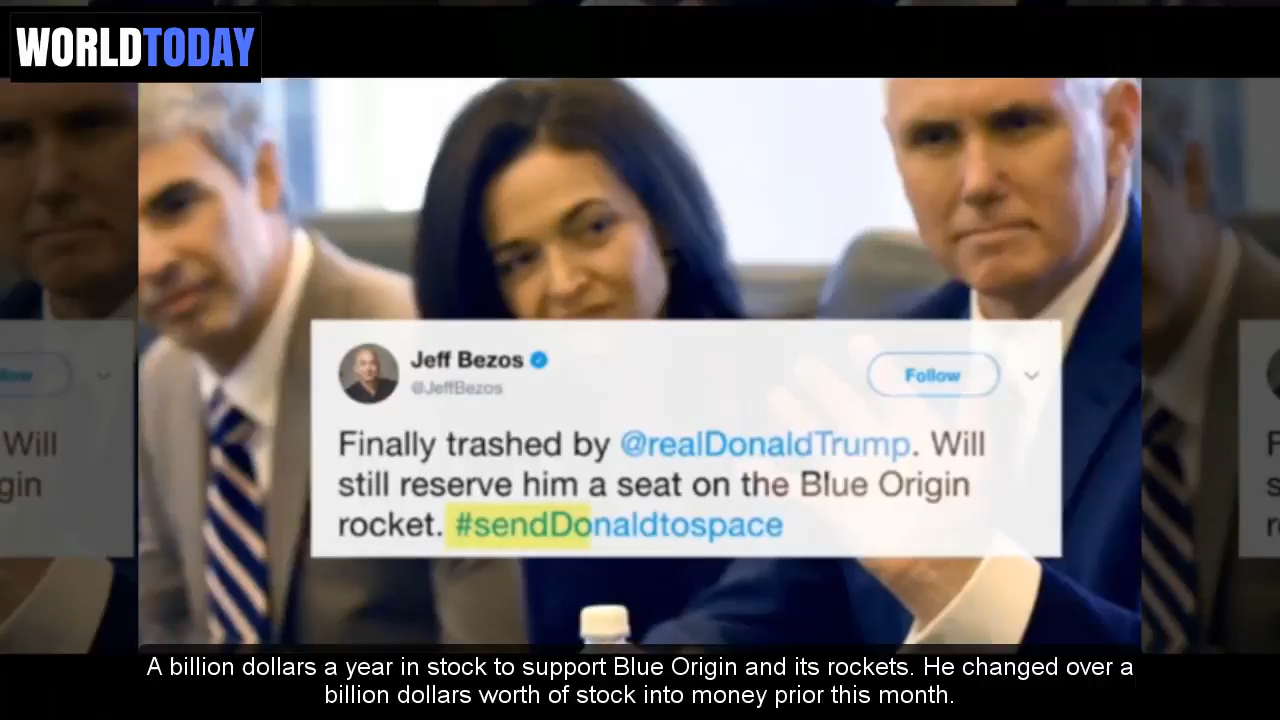 WORLDTODAY
Jeff Bezos
@JeffBezos
Follow
Finally trashed by @realDonaldTrump. Will
still reserve him a seat on the Blue Origin
rocket. #sendDonaldtospace
Will
gin
A billion dollars a year in stock to support Blue Origin and its rockets. He changed over a
billion dollars worth of stock into money prior this month.